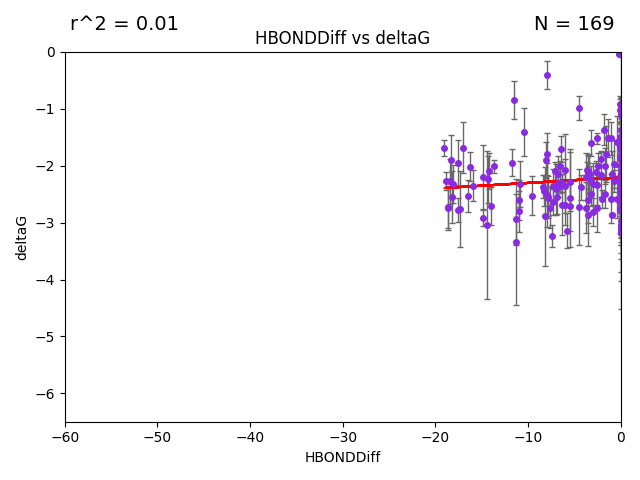 r^2 = 0.01
N = 169
HBONDDiff vs deltaG
deltaG
0
−1
−2
−3
−4
−5
−6
−60
−50
−40
−30
−20
−10
0
HBONDDiff